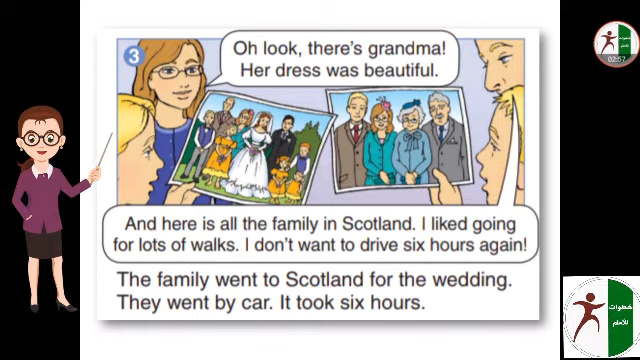 3
Oh look, there's grandma!
Her dress was beautiful.
And here is all the family in Scotland. I liked going
for lots of walks. I don't want to drive six hours again!
The family went to Scotland for the wedding.
They went by car. It took six hours.
02:57
خطوات
للأمام